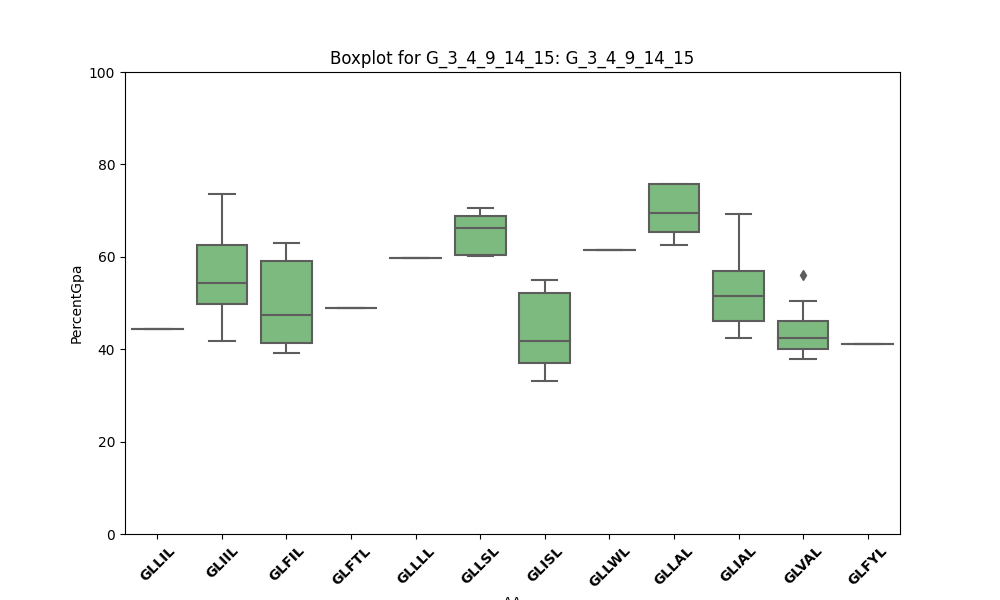 Boxplot for G_3_4_9_14_15: G_3_4_9_14_15
100
80
60
40
20
0
PercentGpa
GLLIL GLIIL GLFIL GLFTL GLLLL GLLSL GLISL GLLWL GLLAL GLIAL GLVAL GLFYL
AA